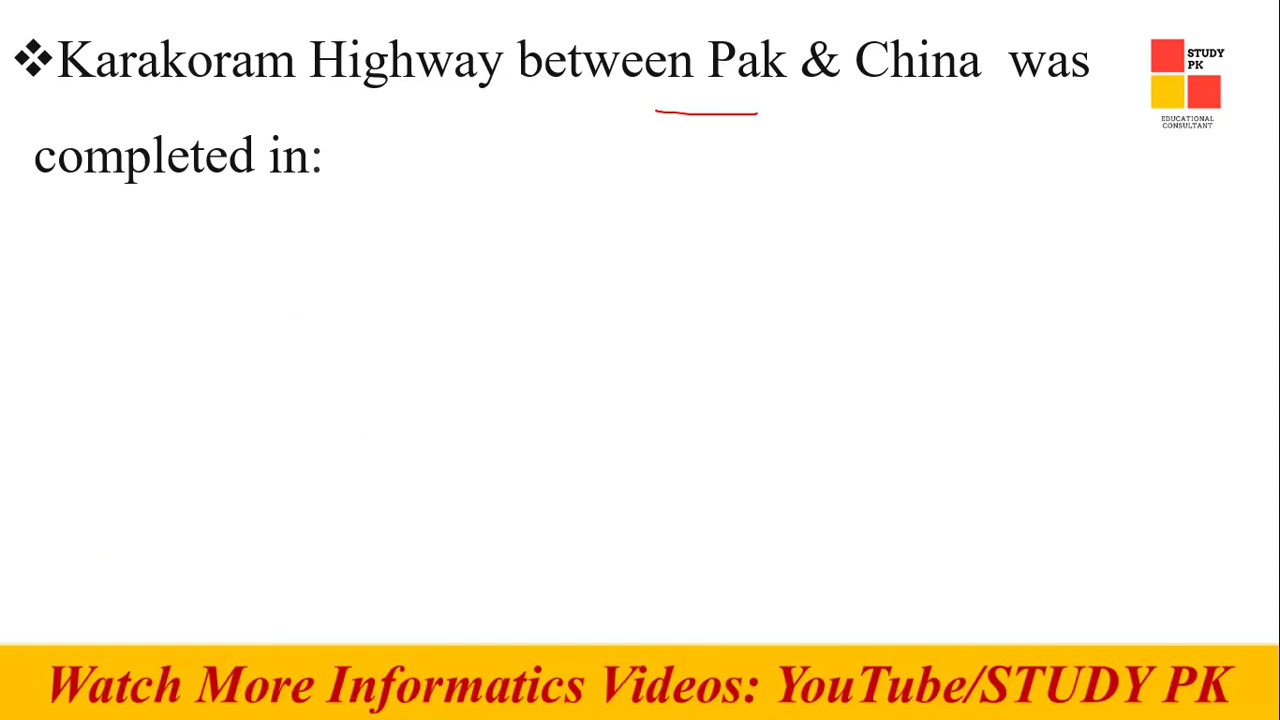 ❖Karakoram Highway between Pak & China was
completed in:
STUDY
PK
EDUCATIONAL
CONSULTANT
Watch More Informatics Videos: YouTube/STUDY PK